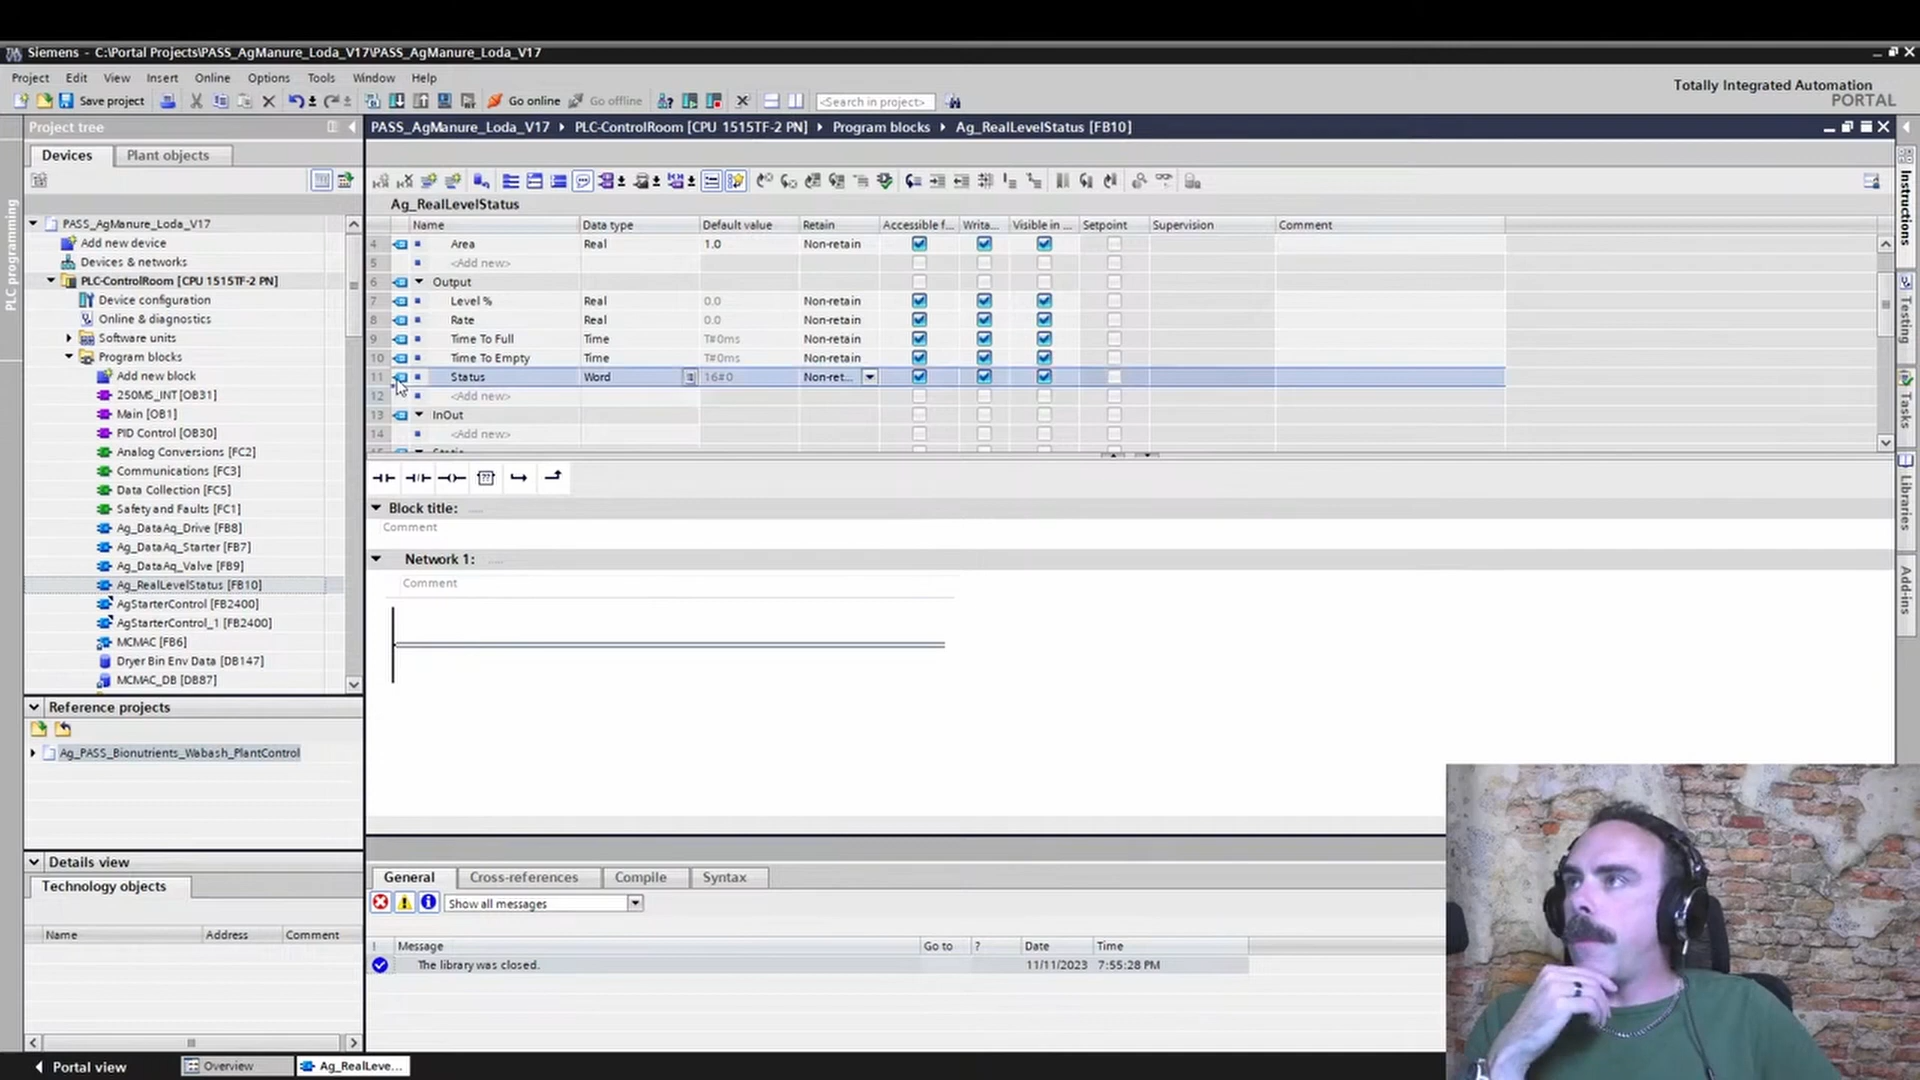 Siemens - C:\Portal Projects\PASS_AgManure_Loda_V17\PASS_AgManure_Loda_V17
Project Edit View Insert Online Options Tools Window Help
Totally Integrated Automation
PORTAL
Save project Go online Go offline <Search in project>
Project tree
PASS_AgManure_Loda_V17 PLC-ControlRoom [CPU 1515TF-2 PN] Program blocks Ag_RealLevelStatus [FB10]
Devices Plant objects
PLC programming
PASS_AgManure_Loda_V17
Add new device
Devices & networks
PLC-ControlRoom [CPU 1515TF-2 PN]
Device configuration
Online & diagnostics
Software units
Program blocks
Add new block
250MS_INT [OB31]
Main [OB1]
PID Control [OB30]
Analog Conversions [FC2]
Communications [FC3]
Data Collection [FC5]
Safety and Faults [FC1]
Ag_DataAq_Drive [FB8]
Ag_DataAq_Starter [FB7]
Ag_DataAq_Valve [FB9]
Ag_RealLevelStatus [FB10]
AgStarterControl [FB2400]
AgStarterControl_1 [FB2400]
MCMAC [FB6]
Dryer Bin Env Data [DB147]
MCMAC_DB [DB87]
Reference projects
Ag_PASS_Bionutrients_Wabash_PlantControl
Details view
Technology objects
Name Address Comment
Ag_RealLevelStatus
Name Data type Default value Retain Accessible f... Writa... Visible in ... Setpoint Supervision Comment
4 Area Real 1.0 Non-retain
5 <Add new>
6 Output
7 Level % Real 0.0 Non-retain
8 Rate Real 0.0 Non-retain
9 Time To Full Time T#0ms Non-retain
10 Time To Empty Time T#0ms Non-retain
11 Status Word 16#0 Non-ret...
12 <Add new>
13 InOut
14 <Add new>
Block title: .....
Comment
Network 1: .....
Comment
General Cross-references Compile Syntax
Show all messages
! Message Go to ? Date Time
The library was closed. 11/11/2023 7:55:28 PM
Instructions
Testing
Tasks
Libraries
Add-ins
Portal view Overview Ag_RealLeve...